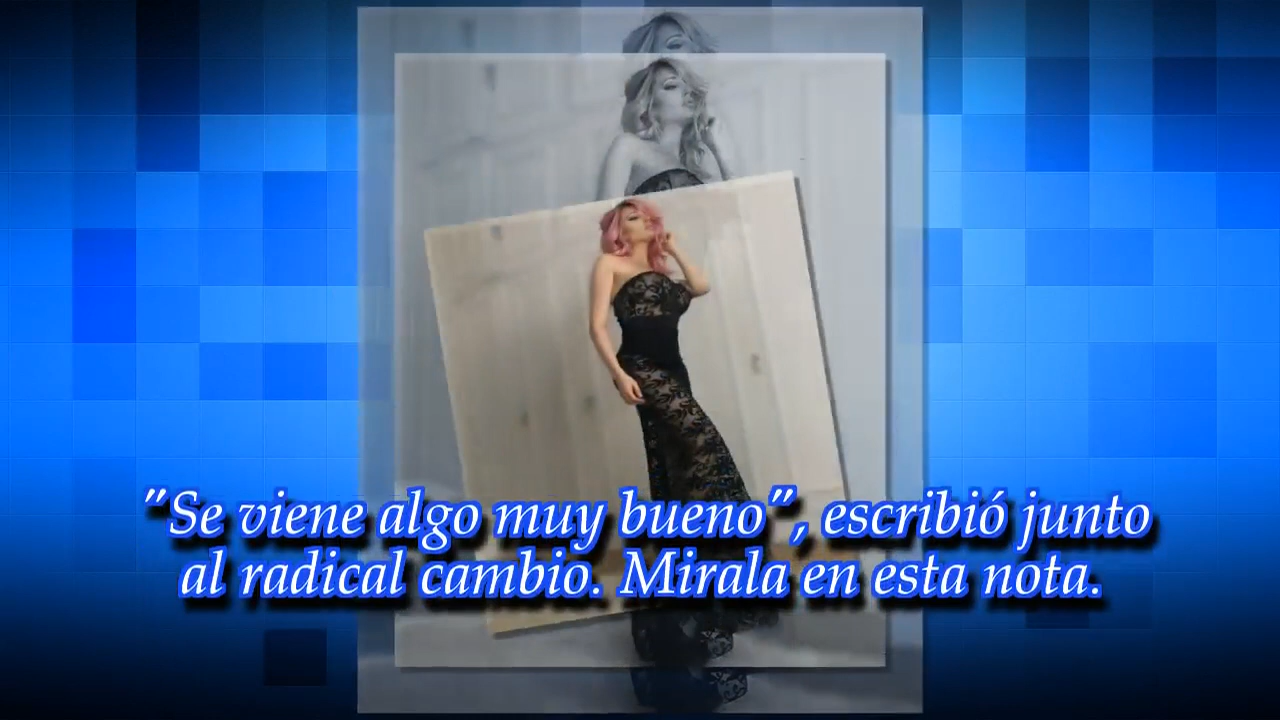 "Se viene algo muy bueno", escribió junto
al radical cambio. Mirala en esta nota.